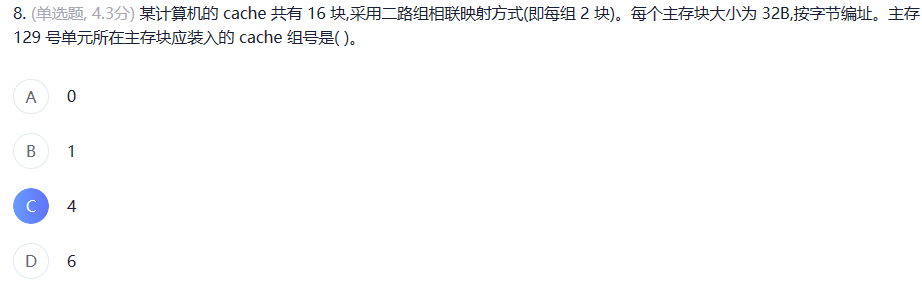 8. (单选题, 4.3分) 某计算机的 cache 共有 16 块,采用二路组相联映射方式(即每组 2 块)。每个主存块大小为 32B,按字节编址。主存
129 号单元所在主存块应装入的 cache 组号是( )。
A 0
B 1
C 4
D 6